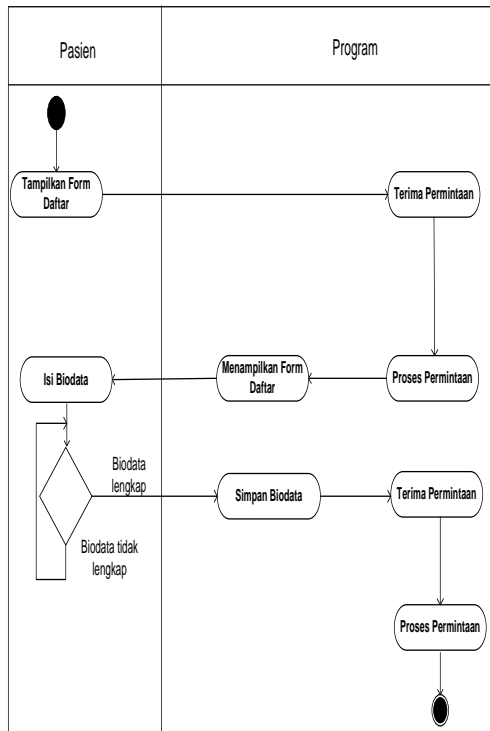 Pasien
Program
Tampilkan Form
Daftar
Terima Permintaan
Isi Biodata
Menampilkan Form
Daftar
Proses Permintaan
Biodata
lengkap
Simpan Biodata
Terima Permintaan
Biodata tidak
lengkap
Proses Permintaan